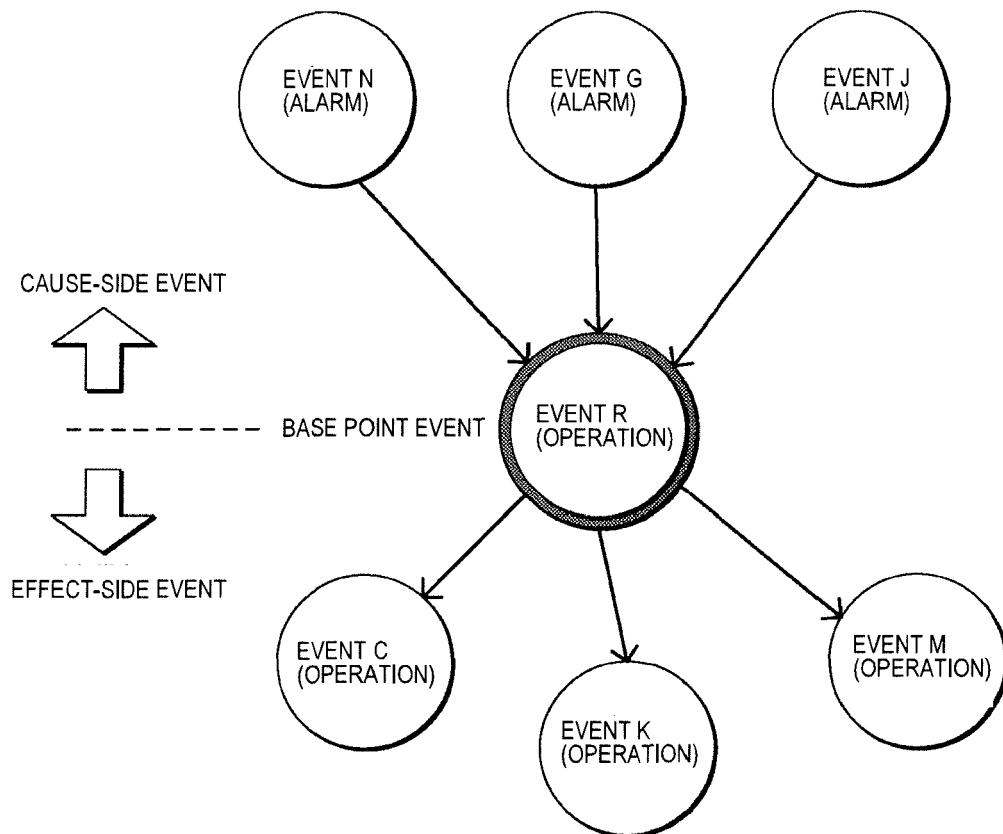 EVENT N
(ALARM)
EVENT G
(ALARM)
EVENT J
(ALARM)
CAUSE-SIDE EVENT
BASE POINT EVENT
EVENT R
(OPERATION)
EFFECT-SIDE EVENT
EVENT C
(OPERATION)
EVENT K
(OPERATION)
EVENT M
(OPERATION)